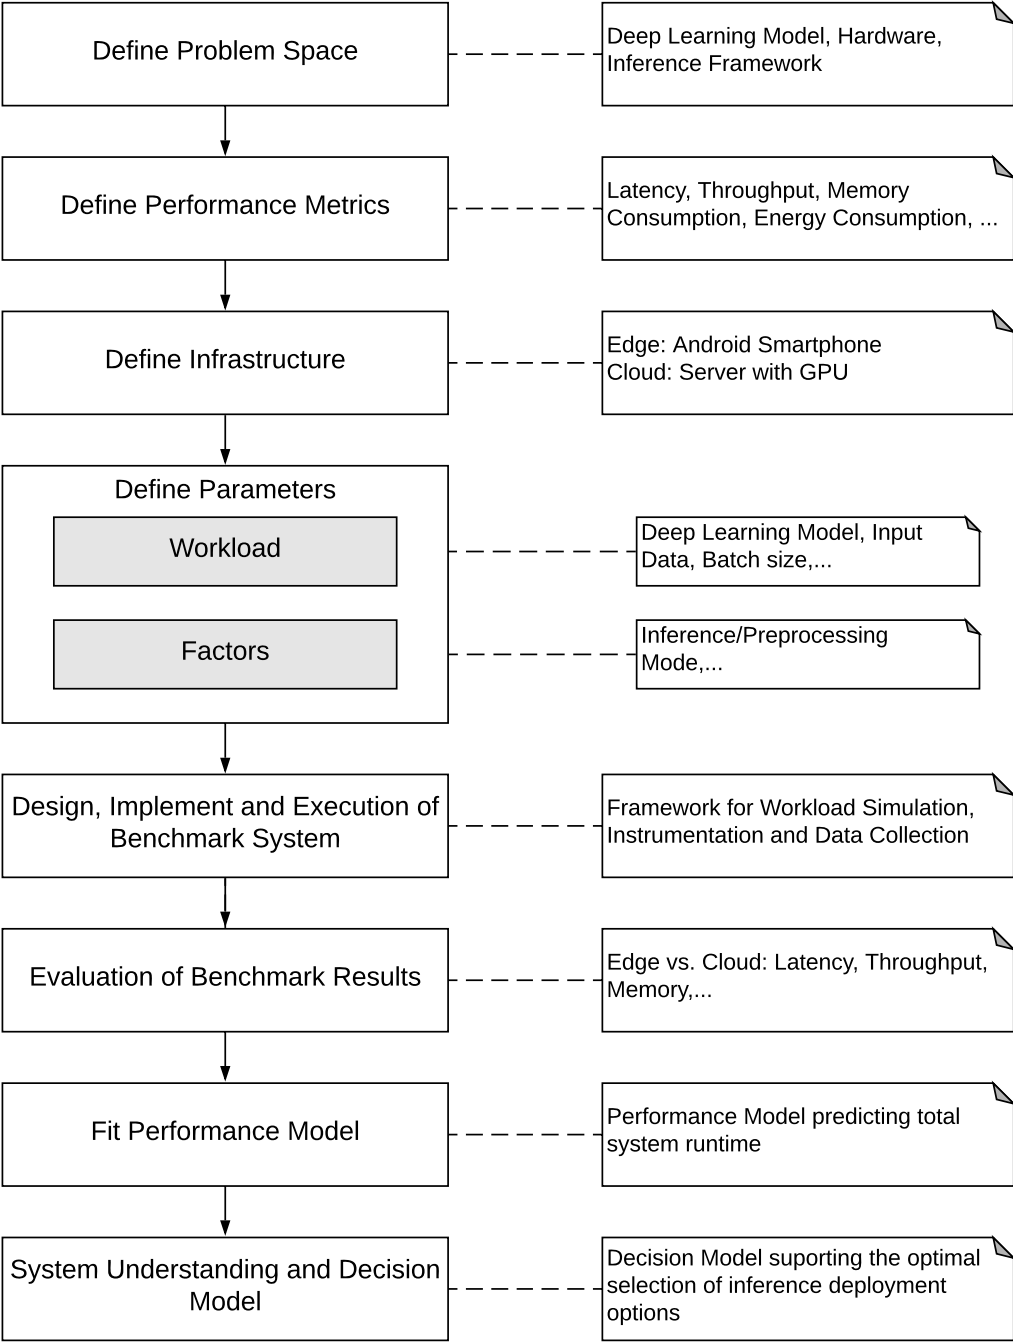 Define Problem Space
Deep Learning Model, Hardware,
Inference Framework
Define Performance Metrics
Latency, Throughput, Memory
Consumption, Energy Consumption, ...
Define Infrastructure
Edge: Android Smartphone
Cloud: Server with GPU
Define Parameters
Workload
Deep Learning Model, Input
Data, Batch size,...
Factors
Inference/Preprocessing
Mode,...
Design, Implement and Execution of
Benchmark System
Framework for Workload Simulation,
Instrumentation and Data Collection
Evaluation of Benchmark Results
Edge vs. Cloud: Latency, Throughput,
Memory,...
Fit Performance Model
Performance Model predicting total
system runtime
System Understanding and Decision
Model
Decision Model suporting the optimal
selection of inference deployment
options